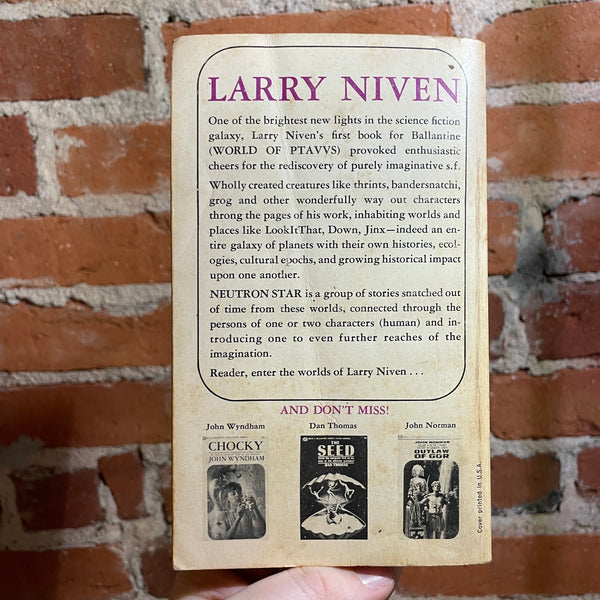 LARRY NIVEN
One of the brightest new lights in the science fiction
galaxy, Larry Niven's first book for Ballantine
(WORLD OF PTAVVS) provoked enthusiastic
cheers for the rediscovery of purely imaginative s.f.
Wholly created creatures like thrints, bandersnatchi,
grog and other wonderfully way out characters
throng the pages of his work, inhabiting worlds and
places like LookItThat, Down, Jinx—indeed an en-
tire galaxy of planets with their own histories, ecol-
ogies, cultural epochs, and growing historical impact
upon one another.
NEUTRON STAR is a group of stories snatched out
of time from these worlds, connected through the
persons of one or two characters (human) and in-
troducing one to even further reaches of the
imagination.
Reader, enter the worlds of Larry Niven . . .
AND DON'T MISS!
John Wyndham
CHOCKY
JOHN WYNDHAM
Dan Thomas
THE
SEED
DAN THOMAS
John Norman
JOHN NORMAN
OUTLAW
OF GOR
Cover printed in U.S.A.